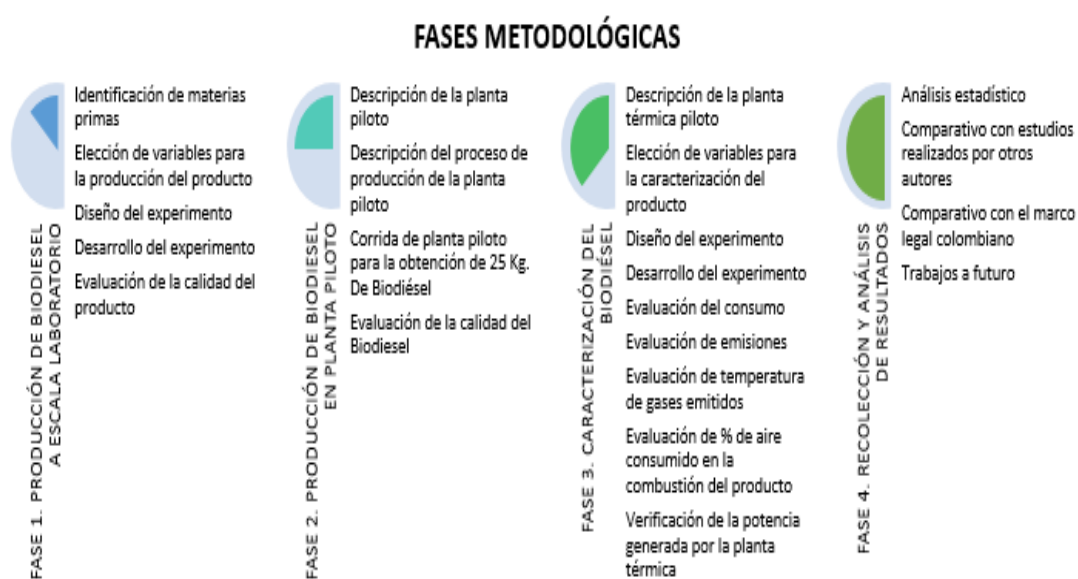 FASES METODOLÓGICAS
FASE 1. PRODUCCIÓN DE BIODIESEL
A ESCALA LABORATORIO
Identificación de materias
primas
Elección de variables para
la producción del producto
Diseño del experimento
Desarrollo del experimento
Evaluación de la calidad del
producto
FASE 2. PRODUCCIÓN DE BIODIESEL
EN PLANTA PILOTO
Descripción de la planta
piloto
Descripción del proceso de
producción de la planta
piloto
Corrida de planta piloto
para la obtención de 25 Kg.
De Biodiésel
Evaluación de la calidad del
Biodiesel
FASE 3. CARACTERIZACIÓN DEL
BIODIÉSEL
Descripción de la planta
térmica piloto
Elección de variables para
la caracterización del
producto
Diseño del experimento
Desarrollo del experimento
Evaluación del consumo
Evaluación de emisiones
Evaluación de temperatura
de gases emitidos
Evaluación de % de aire
consumido en la
combustión del producto
Verificación de la potencia
generada por la planta
térmica
FASE 4. RECOLECCIÓN Y ANÁLISIS
DE RESULTADOS
Análisis estadístico
Comparativo con estudios
realizados por otros
autores
Comparativo con el marco
legal colombiano
Trabajos a futuro